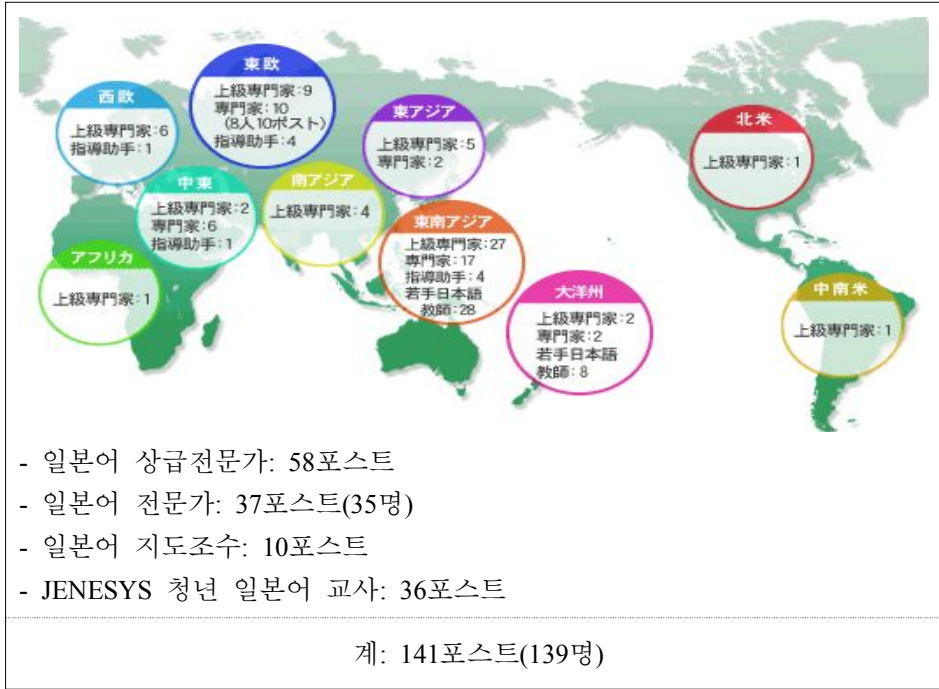 西欧
上級専門家:6
指導助手:1
東欧
上級専門家:9
専門家:10
(8人10ポスト)
指導助手:4
東アジア
上級専門家:5
専門家:2
北米
上級専門家:1
中東
上級専門家:2
専門家:6
指導助手:1
南アジア
上級専門家:4
東南アジア
上級専門家:27
専門家:17
指導助手:4
若手日本語
教師:28
アフリカ
上級専門家:1
大洋州
上級専門家:2
専門家:2
若手日本語
教師:8
中南米
上級専門家:1
- 일본어 상급전문가: 58포스트
- 일본어 전문가: 37포스트(35명)
- 일본어 지도조수: 10포스트
- JENESYS 청년 일본어 교사: 36포스트
계: 141포스트(139명)